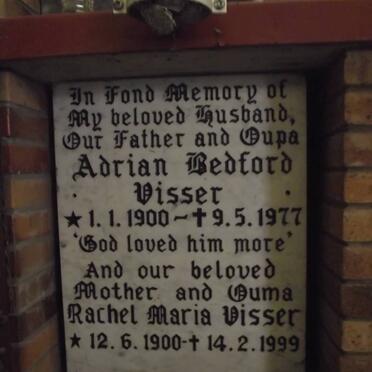 In Fond Memory of
My beloved Husband,
Our Father and Oupa
Adrian Bedford
· Visser ·
★ 1.1.1900 ~ ✝ 9.5.1977
'God loved him more'
And our beloved
Mother and Ouma
Rachel Maria Visser
★ 12.6.1900-✝ 14.2.1999